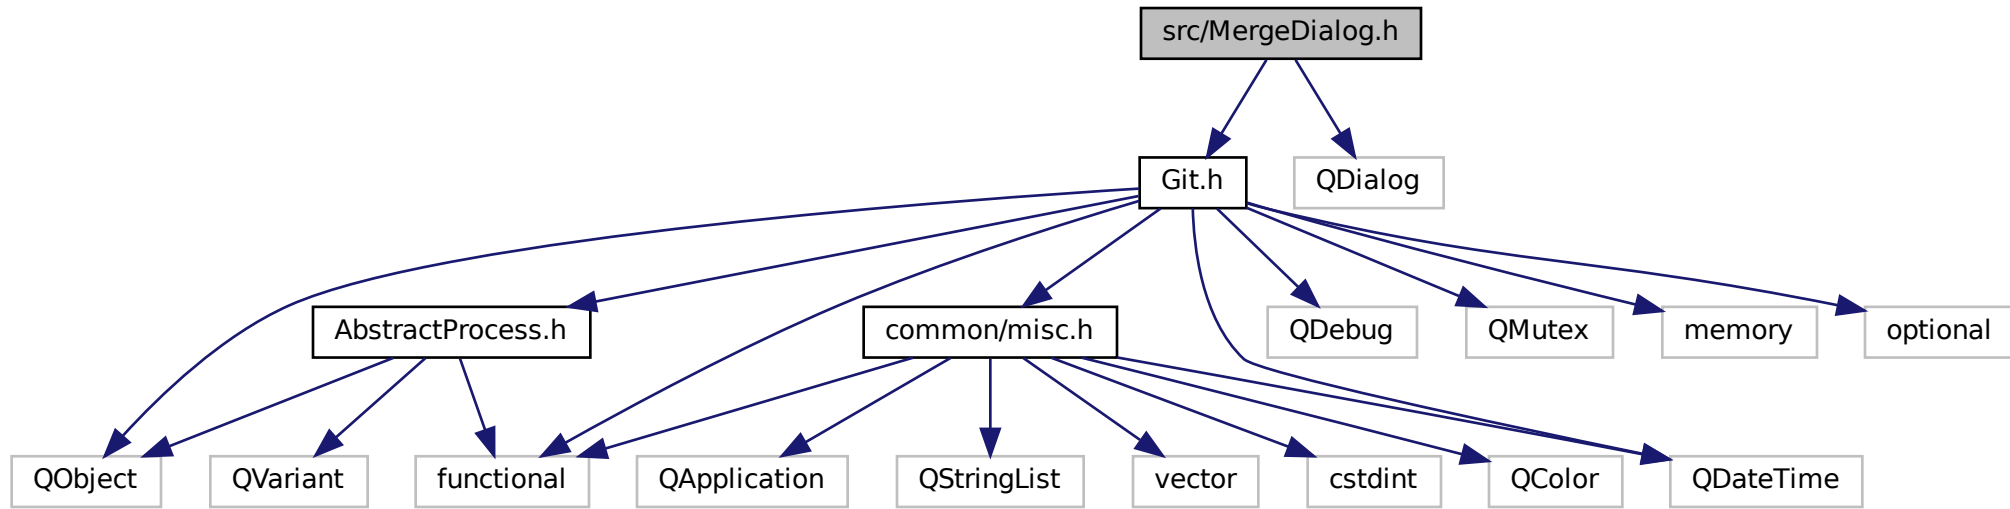 src/MergeDialog.h
Git.h
QDialog
AbstractProcess.h
common/misc.h
QDebug
QMutex
memory
optional
QObject
QVariant
functional
QApplication
QStringList
vector
cstdint
QColor
QDateTime